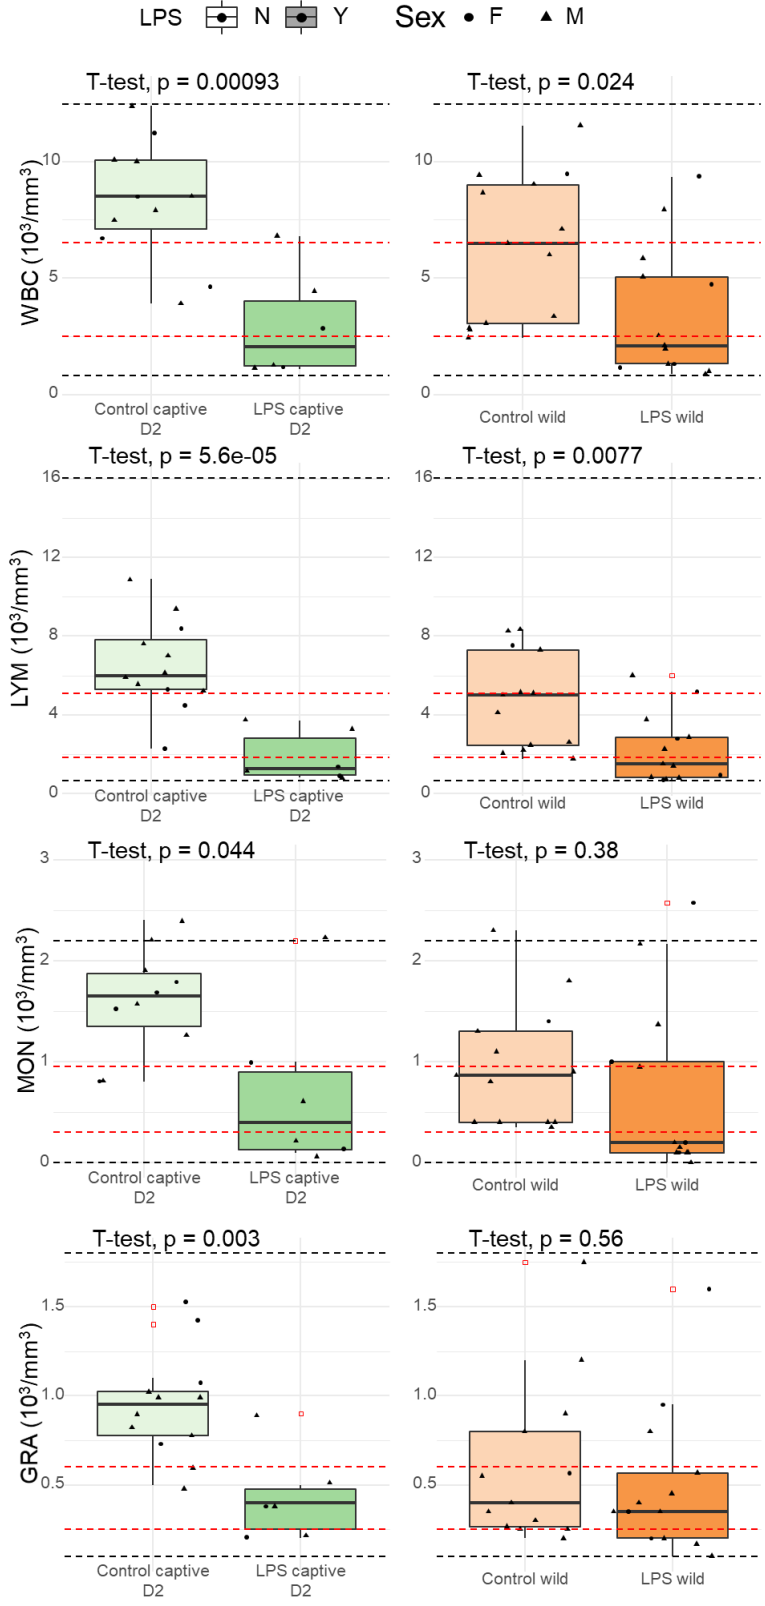 LPS N Y Sex F M
T-test, p = 0.00093 T-test, p = 0.024
WBC (10³/mm³)
10 10
5 5
0 0
Control captive D2 LPS captive D2 Control wild LPS wild
T-test, p = 5.6e-05 T-test, p = 0.0077
LYM (10³/mm³)
16 16
12 12
8 8
4 4
0 0
Control captive D2 LPS captive D2 Control wild LPS wild
T-test, p = 0.044 T-test, p = 0.38
MON (10³/mm³)
3 3
2 2
1 1
0 0
Control captive D2 LPS captive D2 Control wild LPS wild
T-test, p = 0.003 T-test, p = 0.56
GRA (10³/mm³)
1.5 1.5
1.0 1.0
0.5 0.5
Control captive D2 LPS captive D2 Control wild LPS wild